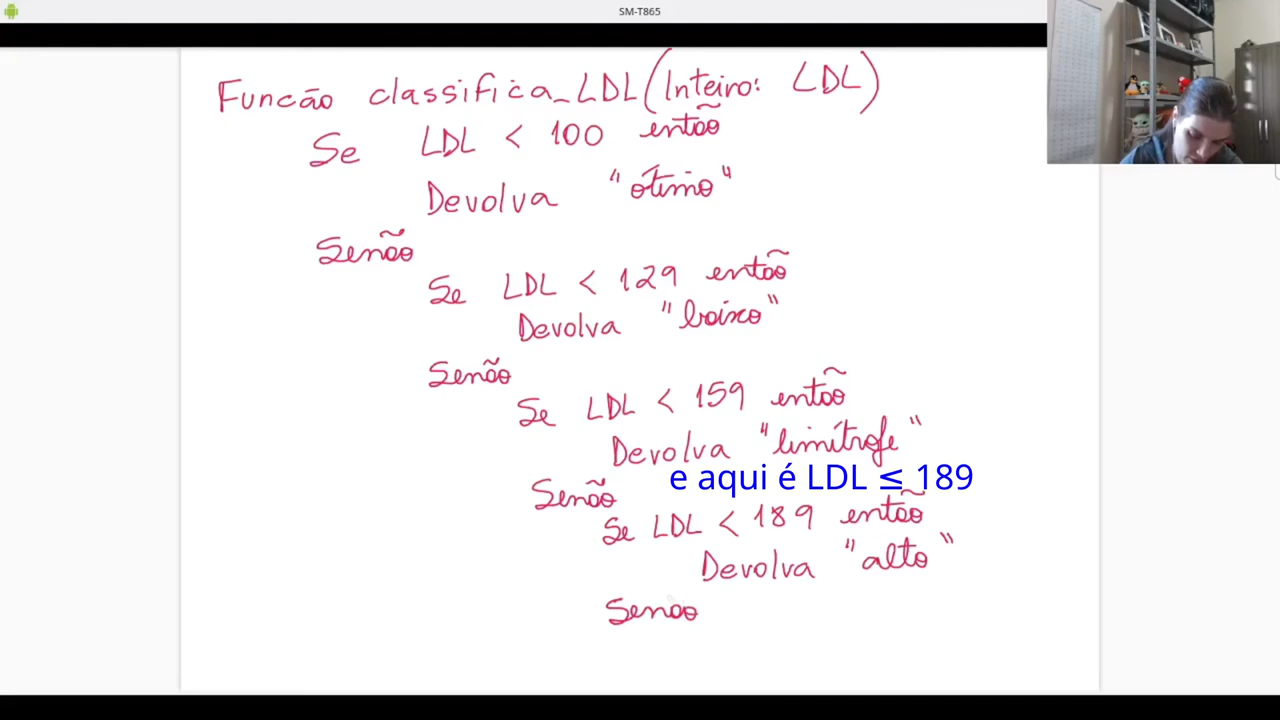 SM-T865
Funcão classifica_LDL(Inteiro: LDL)
Se LDL < 100 então
Devolva "ótimo"
Senão
Se LDL < 129 então
Devolva "baixo"
Senão
Se LDL < 159 então
Devolva "limítrofe"
e aqui é LDL ≤ 189
Senão
Se LDL < 189 então
Devolva "alto"
Senao